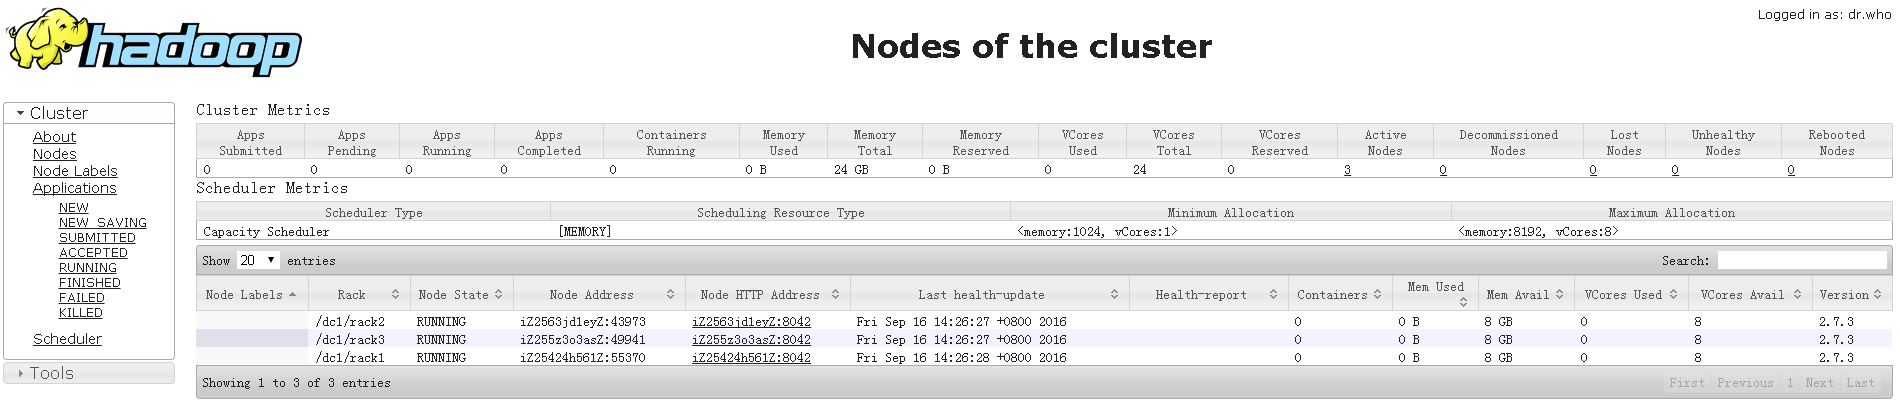 hadoop
Logged in as: dr.who
Nodes of the cluster
Cluster
About
Nodes
Node Labels
Applications
NEW
NEW_SAVING
SUBMITTED
ACCEPTED
RUNNING
FINISHED
FAILED
KILLED
Scheduler
Tools
Cluster Metrics
Apps Submitted Apps Pending Apps Running Apps Completed Containers Running Memory Used Memory Total Memory Reserved VCores Used VCores Total VCores Reserved Active Nodes Decommissioned Nodes Lost Nodes Unhealthy Nodes Rebooted Nodes
0 0 0 0 0 0 B 24 GB 0 B 0 24 0 3 0 0 0 0
Scheduler Metrics
Scheduler Type Scheduling Resource Type Minimum Allocation Maximum Allocation
Capacity Scheduler [MEMORY] <memory:1024, vCores:1> <memory:8192, vCores:8>
Show 20 entries Search:
Node Labels Rack Node State Node Address Node HTTP Address Last health-update Health-report Containers Mem Used Mem Avail VCores Used VCores Avail Version
/dc1/rack2 RUNNING iZ2563jd1eyZ:43973 iZ2563jd1eyZ:8042 Fri Sep 16 14:26:27 +0800 2016 0 0 B 8 GB 0 8 2.7.3
/dc1/rack3 RUNNING iZ255z3o3asZ:49941 iZ255z3o3asZ:8042 Fri Sep 16 14:26:27 +0800 2016 0 0 B 8 GB 0 8 2.7.3
/dc1/rack1 RUNNING iZ25424h561Z:55370 iZ25424h561Z:8042 Fri Sep 16 14:26:28 +0800 2016 0 0 B 8 GB 0 8 2.7.3
Showing 1 to 3 of 3 entries First Previous 1 Next Last